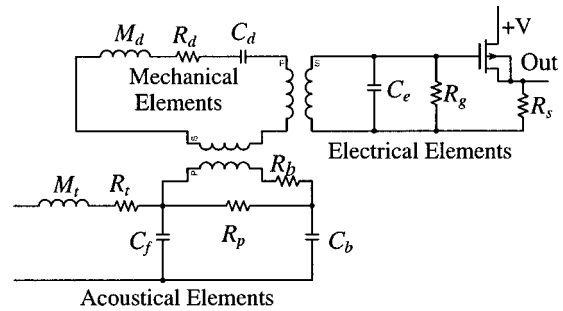 +V
M_d R_d C_d
P S
Out
Mechanical
Elements
C_e R_g R_s
S
Electrical Elements
P R_b
M_t R_t
C_f R_p C_b
Acoustical Elements